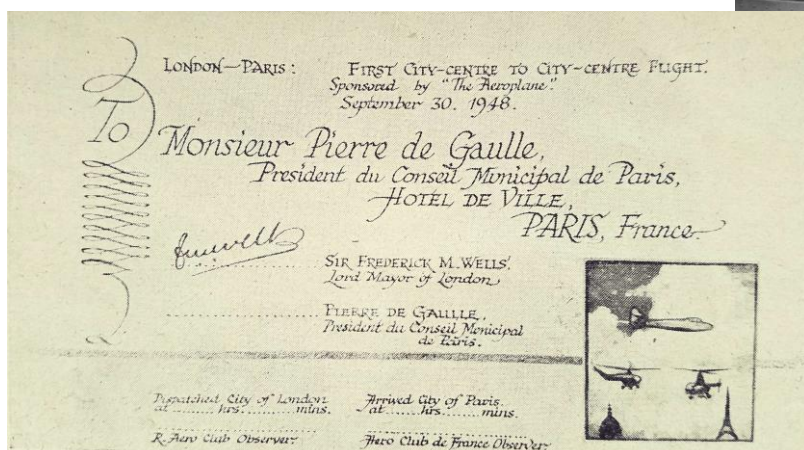 LONDON—PARIS: FIRST CITY-CENTRE TO CITY-CENTRE FLIGHT.
Sponsored by "The Aeroplane".
September 30. 1948.
To
Monsieur Pierre de Gaulle,
President du Conseil Municipal de Paris,
HOTEL DE VILLE,
PARIS, France.
SIR FREDERICK M. WELLS,
Lord Mayor of London
PIERRE DE GAULLE,
President du Conseil Municipal
de Paris.
Dispatched City of London Arrived City of Paris.
at ........ hrs. ........ mins. at ........ hrs. ........ mins.
R. Aero Club Observer. Aero Club de France Observer.